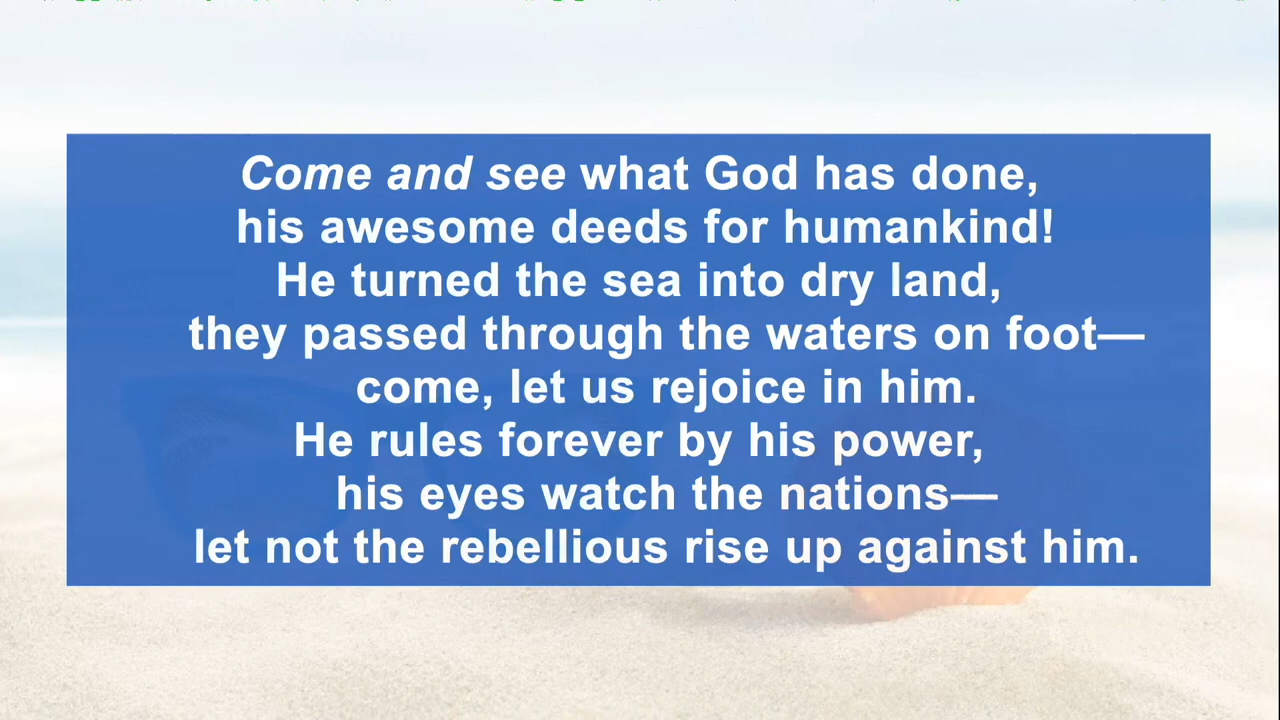 Come and see what God has done,
his awesome deeds for humankind!
He turned the sea into dry land,
they passed through the waters on foot—
come, let us rejoice in him.
He rules forever by his power,
his eyes watch the nations—
let not the rebellious rise up against him.